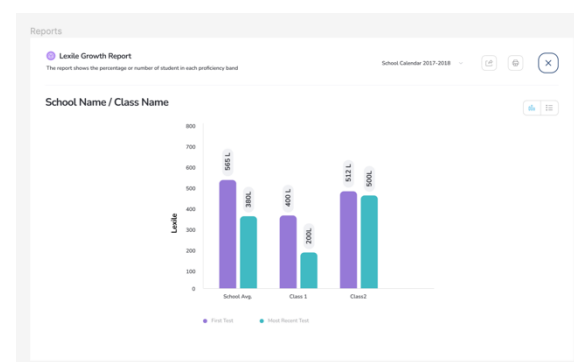 Reports
Lexile Growth Report
The report shows the percentage or number of student in each proficiency band
School Calendar 2017-2018
School Name / Class Name
800
700
600
500
400
300
200
100
0
Lexile
565 L
380L
400 L
200L
512 L
500L
School Avg.
Class 1
Class2
First Test
Most Recent Test